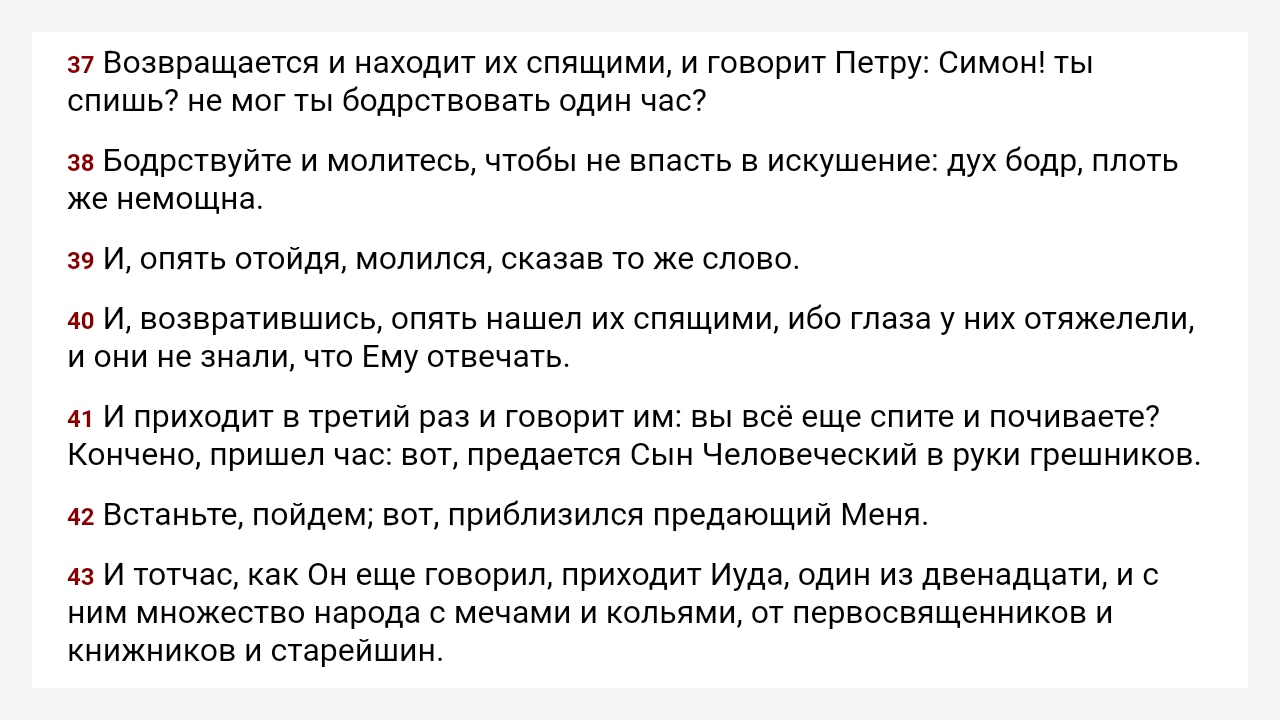 37 Возвращается и находит их спящими, и говорит Петру: Симон! ты
спишь? не мог ты бодрствовать один час?
38 Бодрствуйте и молитесь, чтобы не впасть в искушение: дух бодр, плоть
же немощна.
39 И, опять отойдя, молился, сказав то же слово.
40 И, возвратившись, опять нашел их спящими, ибо глаза у них отяжелели,
и они не знали, что Ему отвечать.
41 И приходит в третий раз и говорит им: вы всё еще спите и почиваете?
Кончено, пришел час: вот, предается Сын Человеческий в руки грешников.
42 Встаньте, пойдем; вот, приблизился предающий Меня.
43 И тотчас, как Он еще говорил, приходит Иуда, один из двенадцати, и с
ним множество народа с мечами и кольями, от первосвященников и
книжников и старейшин.